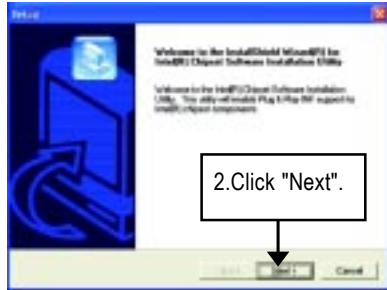 Setup
Welcome to the InstallShield Wizard(R) for
Intel(R) Chipset Software Installation Utility
Welcome to the Intel(R) Chipset Software Installation
Utility. This utility will enable Plug & Play INF support for
Intel(R) chipset components.
2.Click "Next".
Next >
Cancel